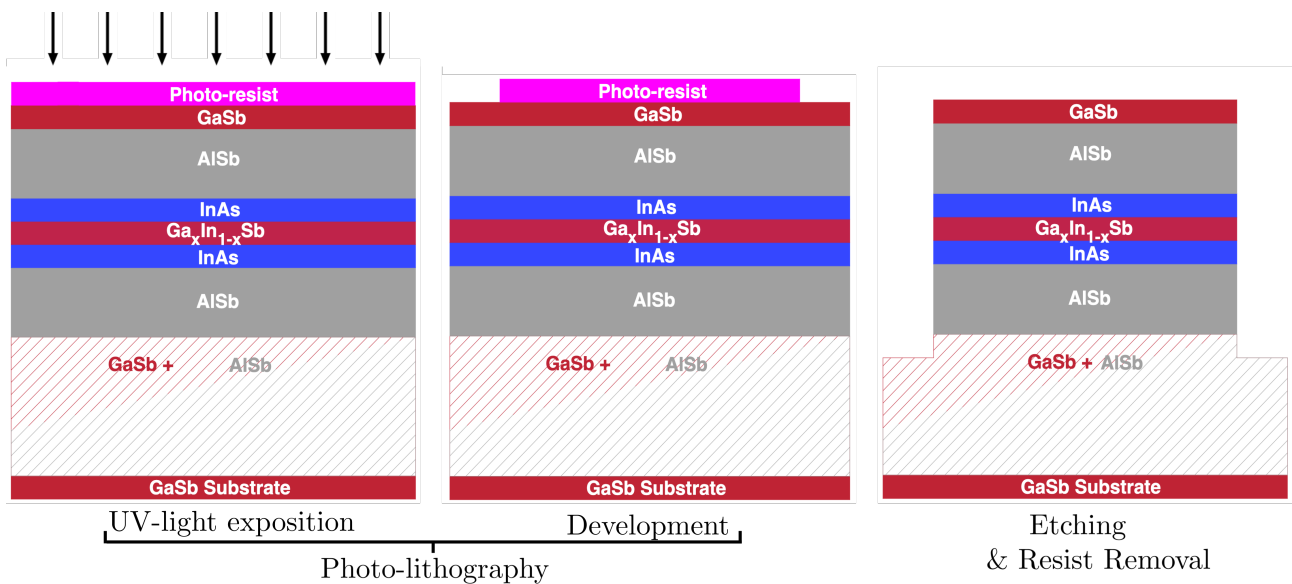 Photo-resist
GaSb
AlSb
InAs
GaₓIn₁₋ₓSb
InAs
AlSb
GaSb + AlSb
GaSb Substrate
UV-light exposition
Photo-resist
GaSb
AlSb
InAs
GaₓIn₁₋ₓSb
InAs
AlSb
GaSb + AlSb
GaSb Substrate
Development
Photo-lithography
GaSb
AlSb
InAs
GaₓIn₁₋ₓSb
InAs
AlSb
GaSb + AlSb
GaSb Substrate
Etching
& Resist Removal